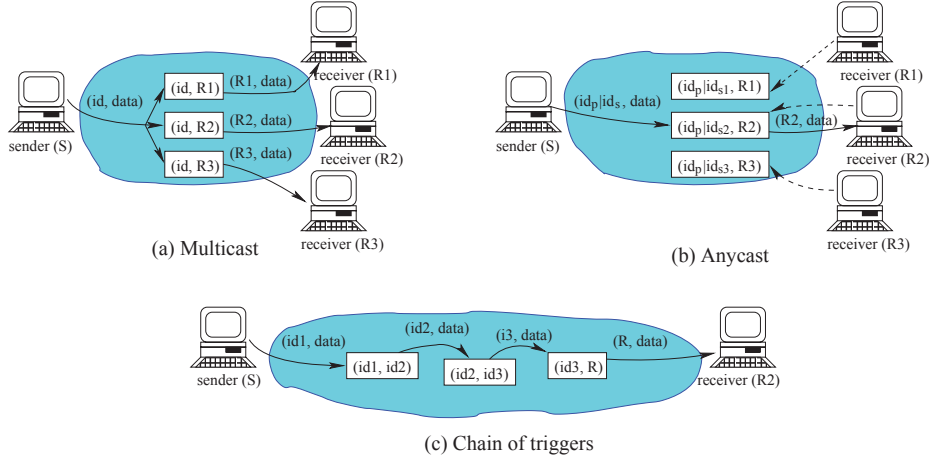 (id, data)
sender (S)
(id, R1)
(id, R2)
(id, R3)
(R1, data)
(R2, data)
(R3, data)
receiver (R1)
receiver (R2)
receiver (R3)
(a) Multicast
(idp|ids, data)
sender (S)
(idp|ids1, R1)
(idp|ids2, R2)
(idp|ids3, R3)
(R2, data)
receiver (R1)
receiver (R2)
receiver (R3)
(b) Anycast
sender (S)
(id1, data)
(id1, id2)
(id2, data)
(id2, id3)
(i3, data)
(id3, R)
(R, data)
receiver (R2)
(c) Chain of triggers